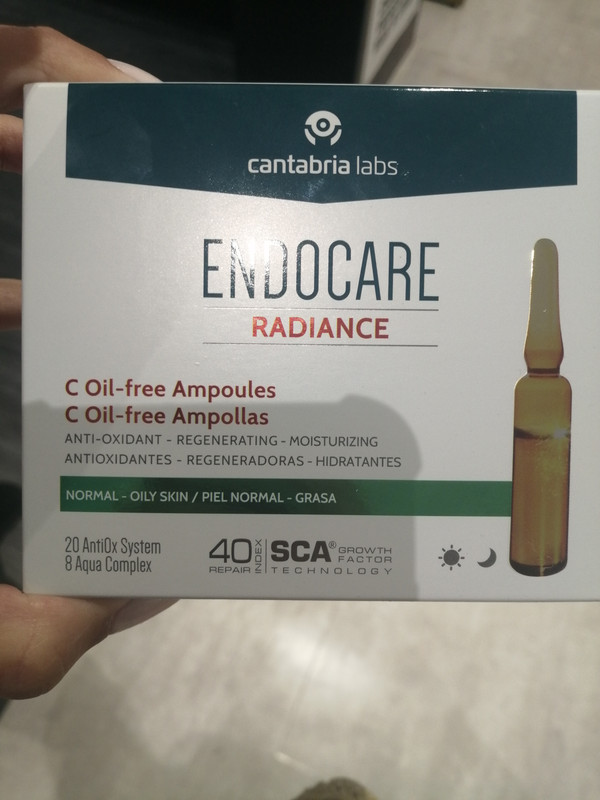 cantabria labs
ENDOCARE
RADIANCE
C Oil-free Ampoules
C Oil-free Ampollas
ANTI-OXIDANT - REGENERATING - MOISTURIZING
ANTIOXIDANTES - REGENERADORAS - HIDRATANTES
NORMAL - OILY SKIN / PIEL NORMAL - GRASA
20 AntiOx System
8 Aqua Complex
40 REPAIR INDEX
SCA® GROWTH FACTOR
TECHNOLOGY